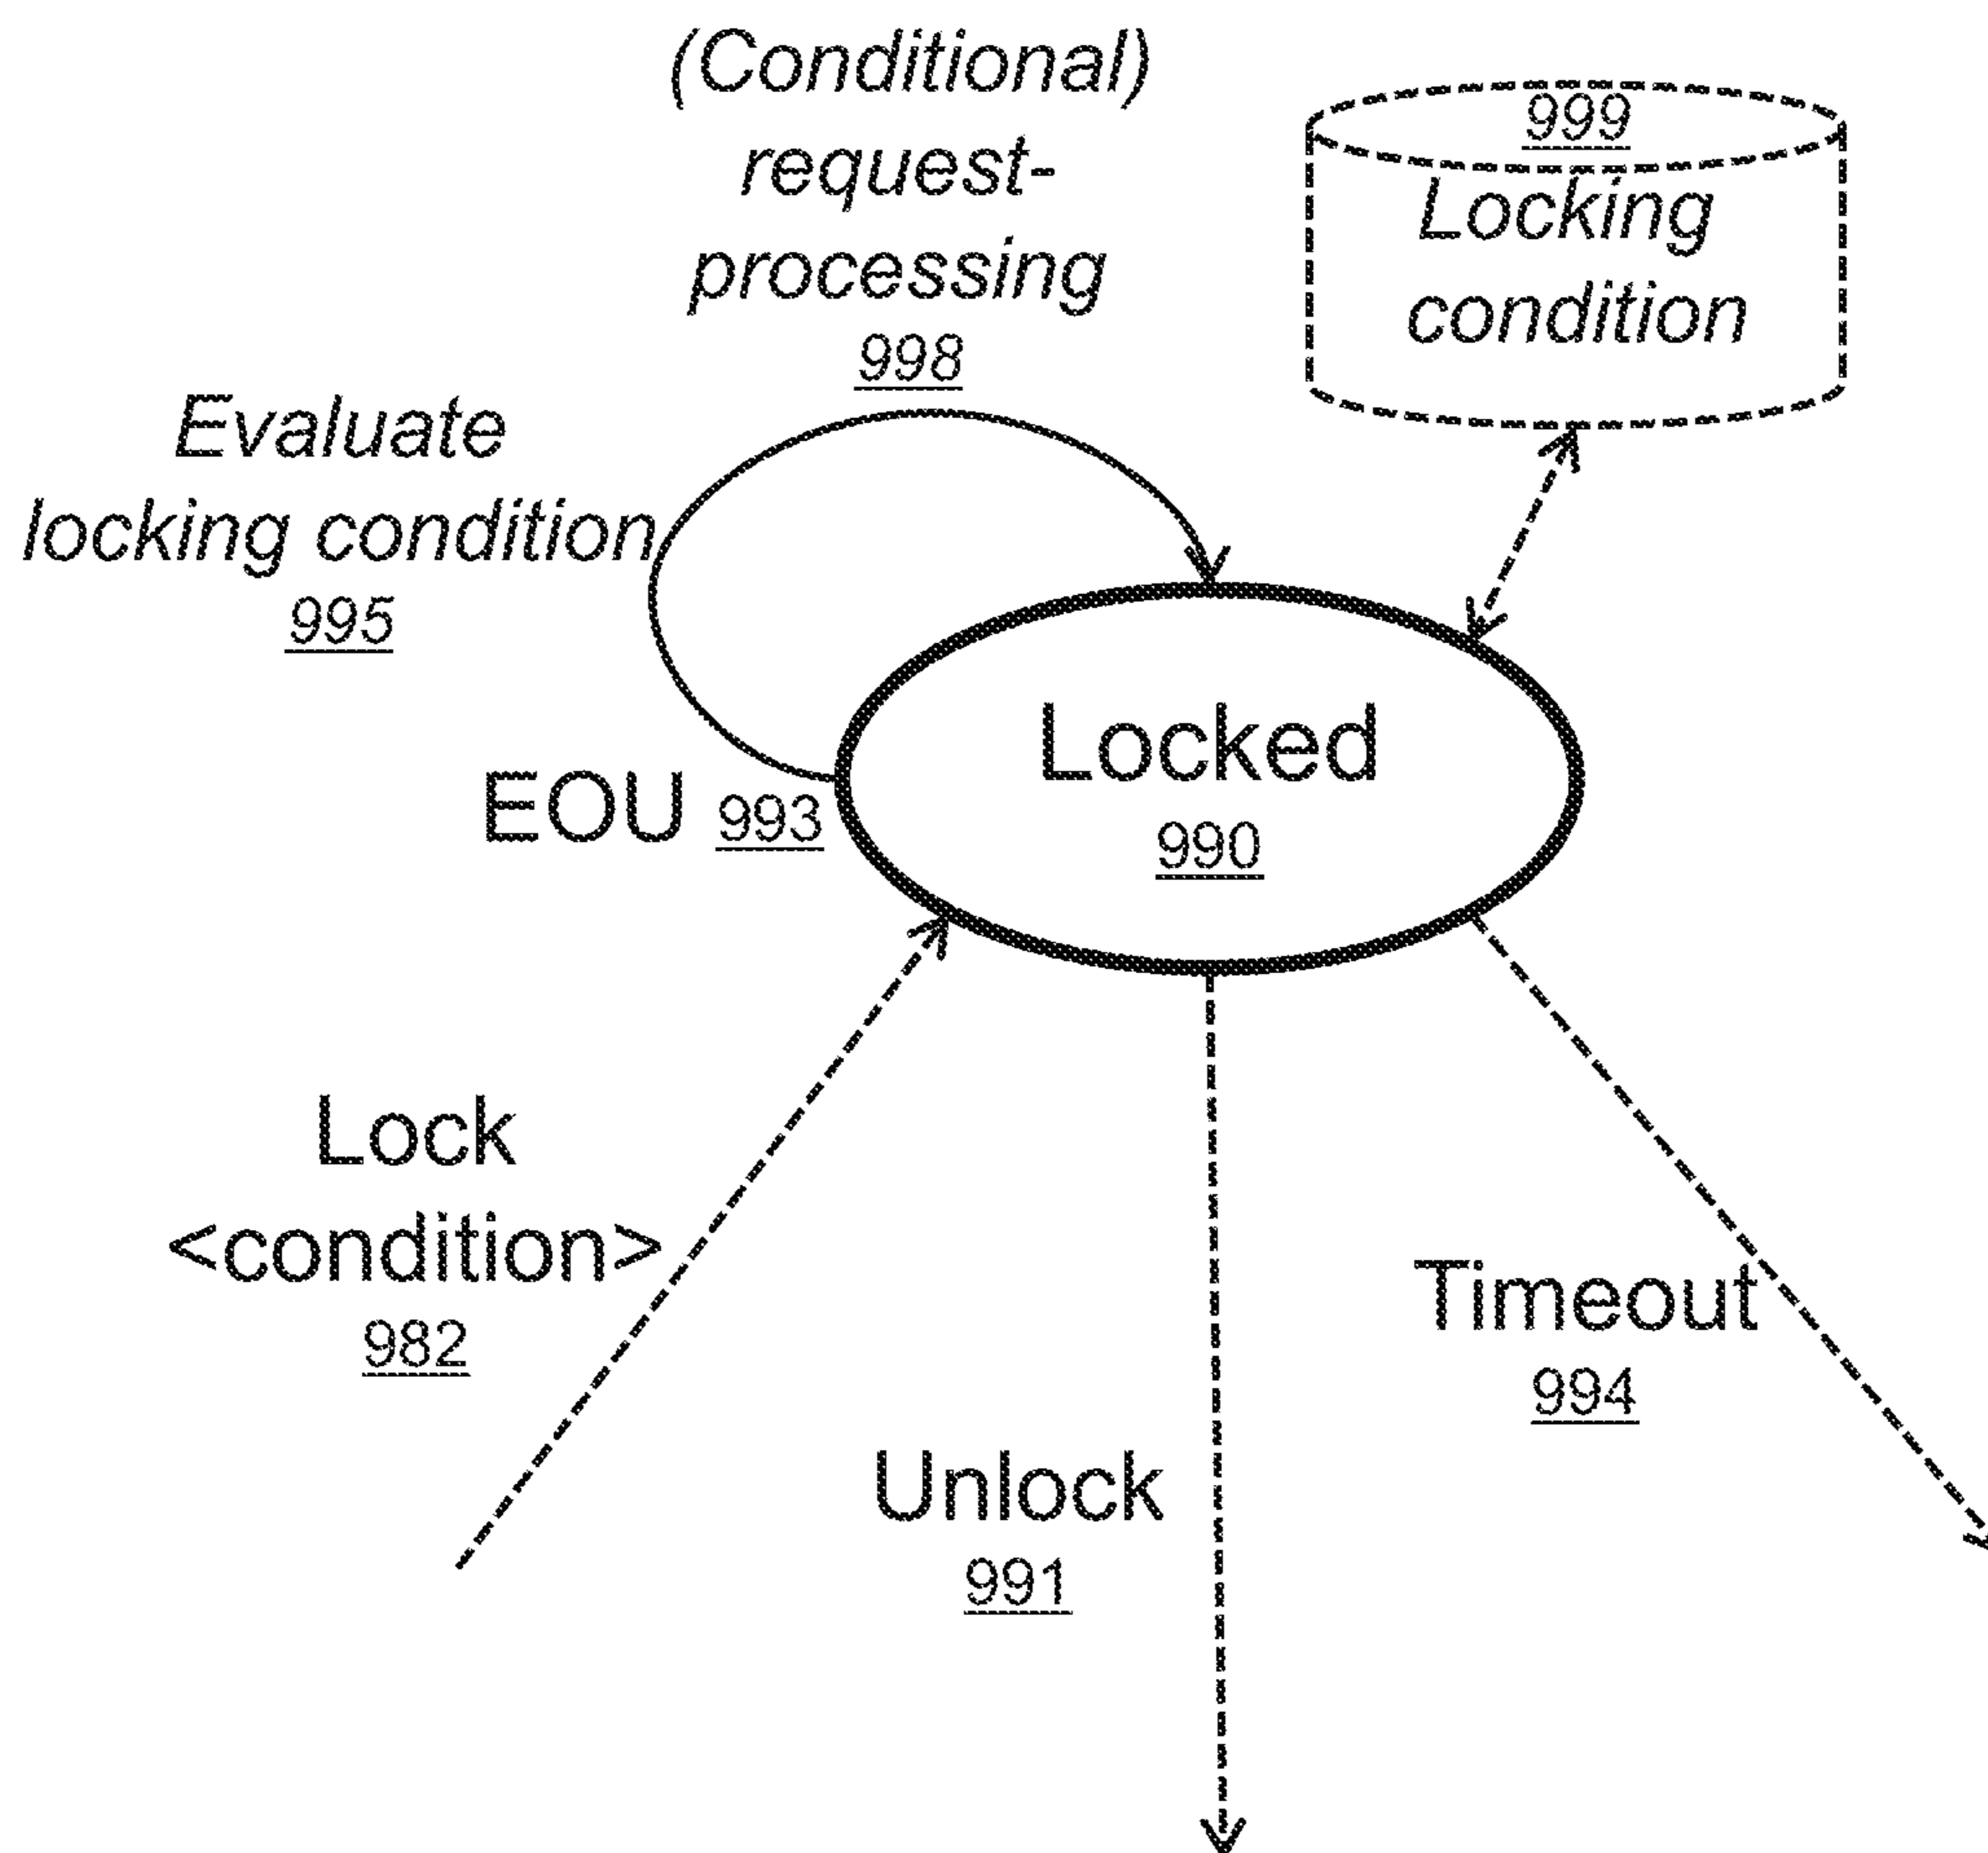 (Conditional)
request-
processing
998
999
Locking
condition
Evaluate
locking condition
995
EOU 993
Locked
990
Lock
<condition>
982
Timeout
994
Unlock
991